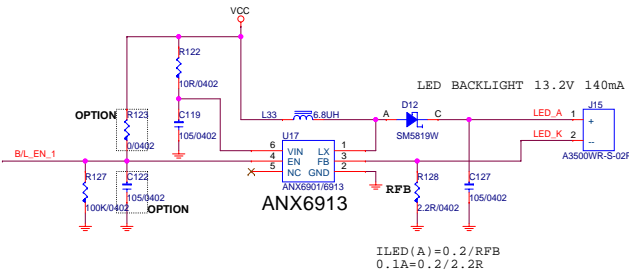 VCC
R122
10R/0402
LED BACKLIGHT 13.2V 140mA
OPTION
R123
0/0402
C119
105/0402
L33
6.8UH
A
D12
C
SM5819W
LED_A
LED_K
J15
1
+
2
--
A3500WR-S-02P
U17
6
VIN
LX
1
4
EN
FB
3
5
NC
GND
2
ANX6901/6913
ANX6913
B/L_EN_1
R127
100K/0402
C122
105/0402
OPTION
RFB
R128
2.2R/0402
C127
105/0402
ILED(A)=0.2/RFB
0.1A=0.2/2.2R